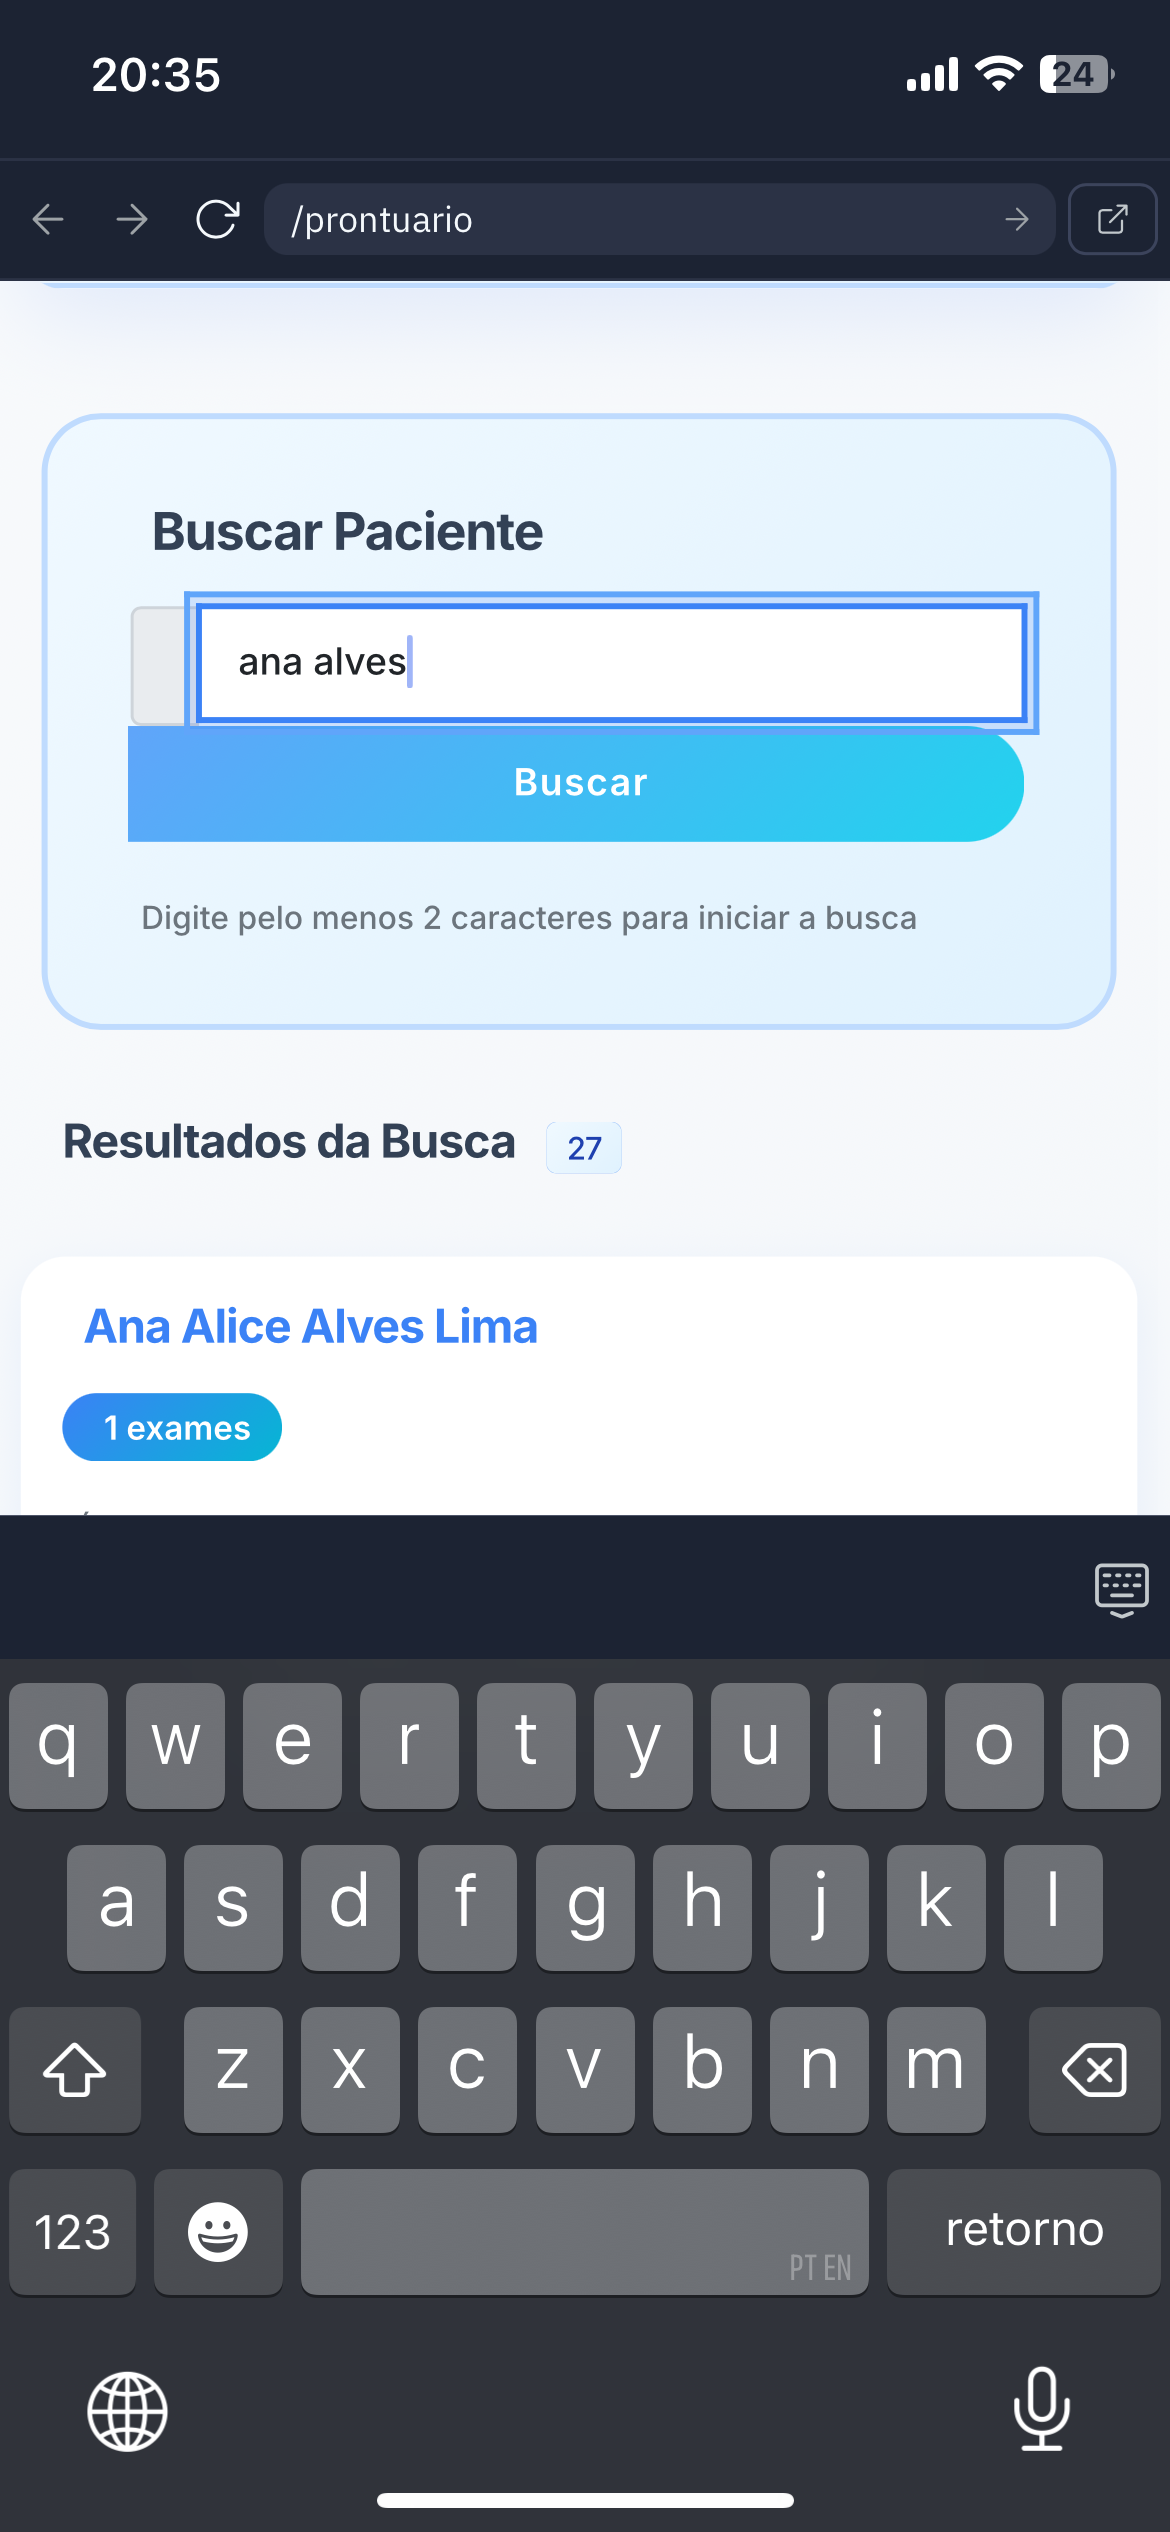 20:35
24
/prontuario
Buscar Paciente
ana alves
Buscar
Digite pelo menos 2 caracteres para iniciar a busca
Resultados da Busca 27
Ana Alice Alves Lima
1 exames
q w e r t y u i o p
a s d f g h j k l
z x c v b n m
123 PT EN retorno